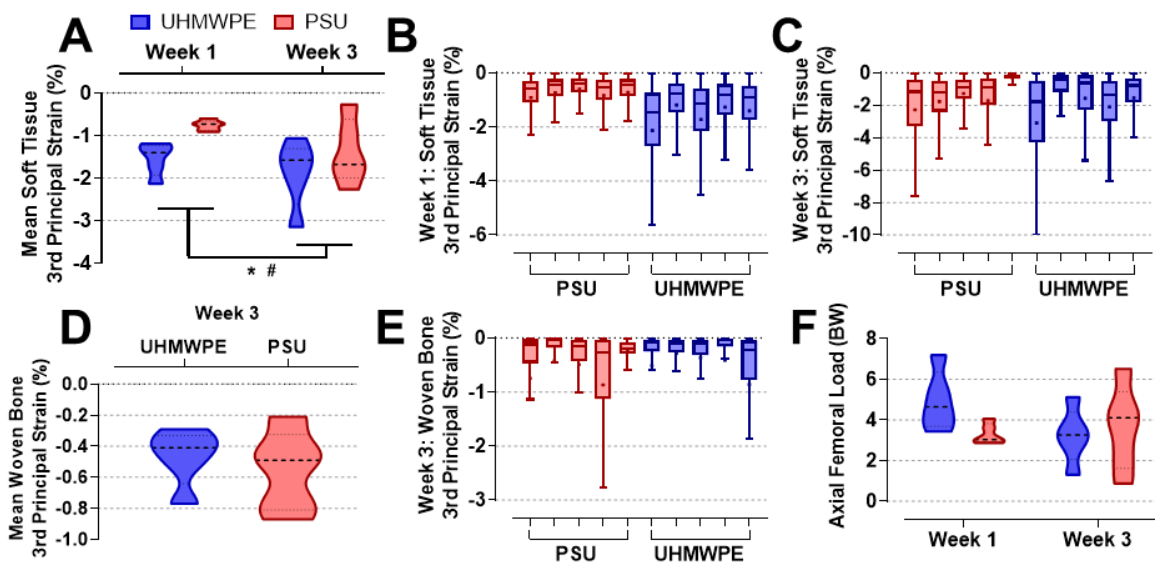 A
UHMWPE PSU
Week 1 Week 3
Mean Soft Tissue
3rd Principal Strain (%)
0
-1
-2
-3
-4
* #
B
Week 1: Soft Tissue
3rd Principal Strain (%)
0
-2
-4
-6
PSU UHMWPE
C
Week 3: Soft Tissue
3rd Principal Strain (%)
0
-2
-4
-6
-8
-10
PSU UHMWPE
D
Week 3
UHMWPE PSU
Mean Woven Bone
3rd Principal Strain (%)
0.0
-0.2
-0.4
-0.6
-0.8
-1.0
E
Week 3: Woven Bone
3rd Principal Strain (%)
0
-1
-2
-3
PSU UHMWPE
F
Axial Femoral Load (BW)
8
6
4
2
0
Week 1 Week 3